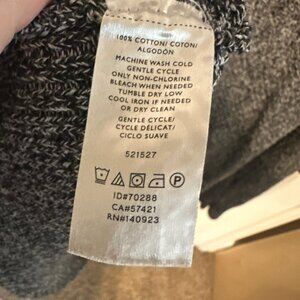 100% COTTON/ COTON/
ALGODÓN
MACHINE WASH COLD
GENTLE CYCLE
ONLY NON-CHLORINE
BLEACH WHEN NEEDED
TUMBLE DRY LOW
COOL IRON IF NEEDED
OR DRY CLEAN
GENTLE CYCLE/
CYCLE DÉLICAT/
CICLO SUAVE
521527
P
ID#70288
CA#57421
RN#140923